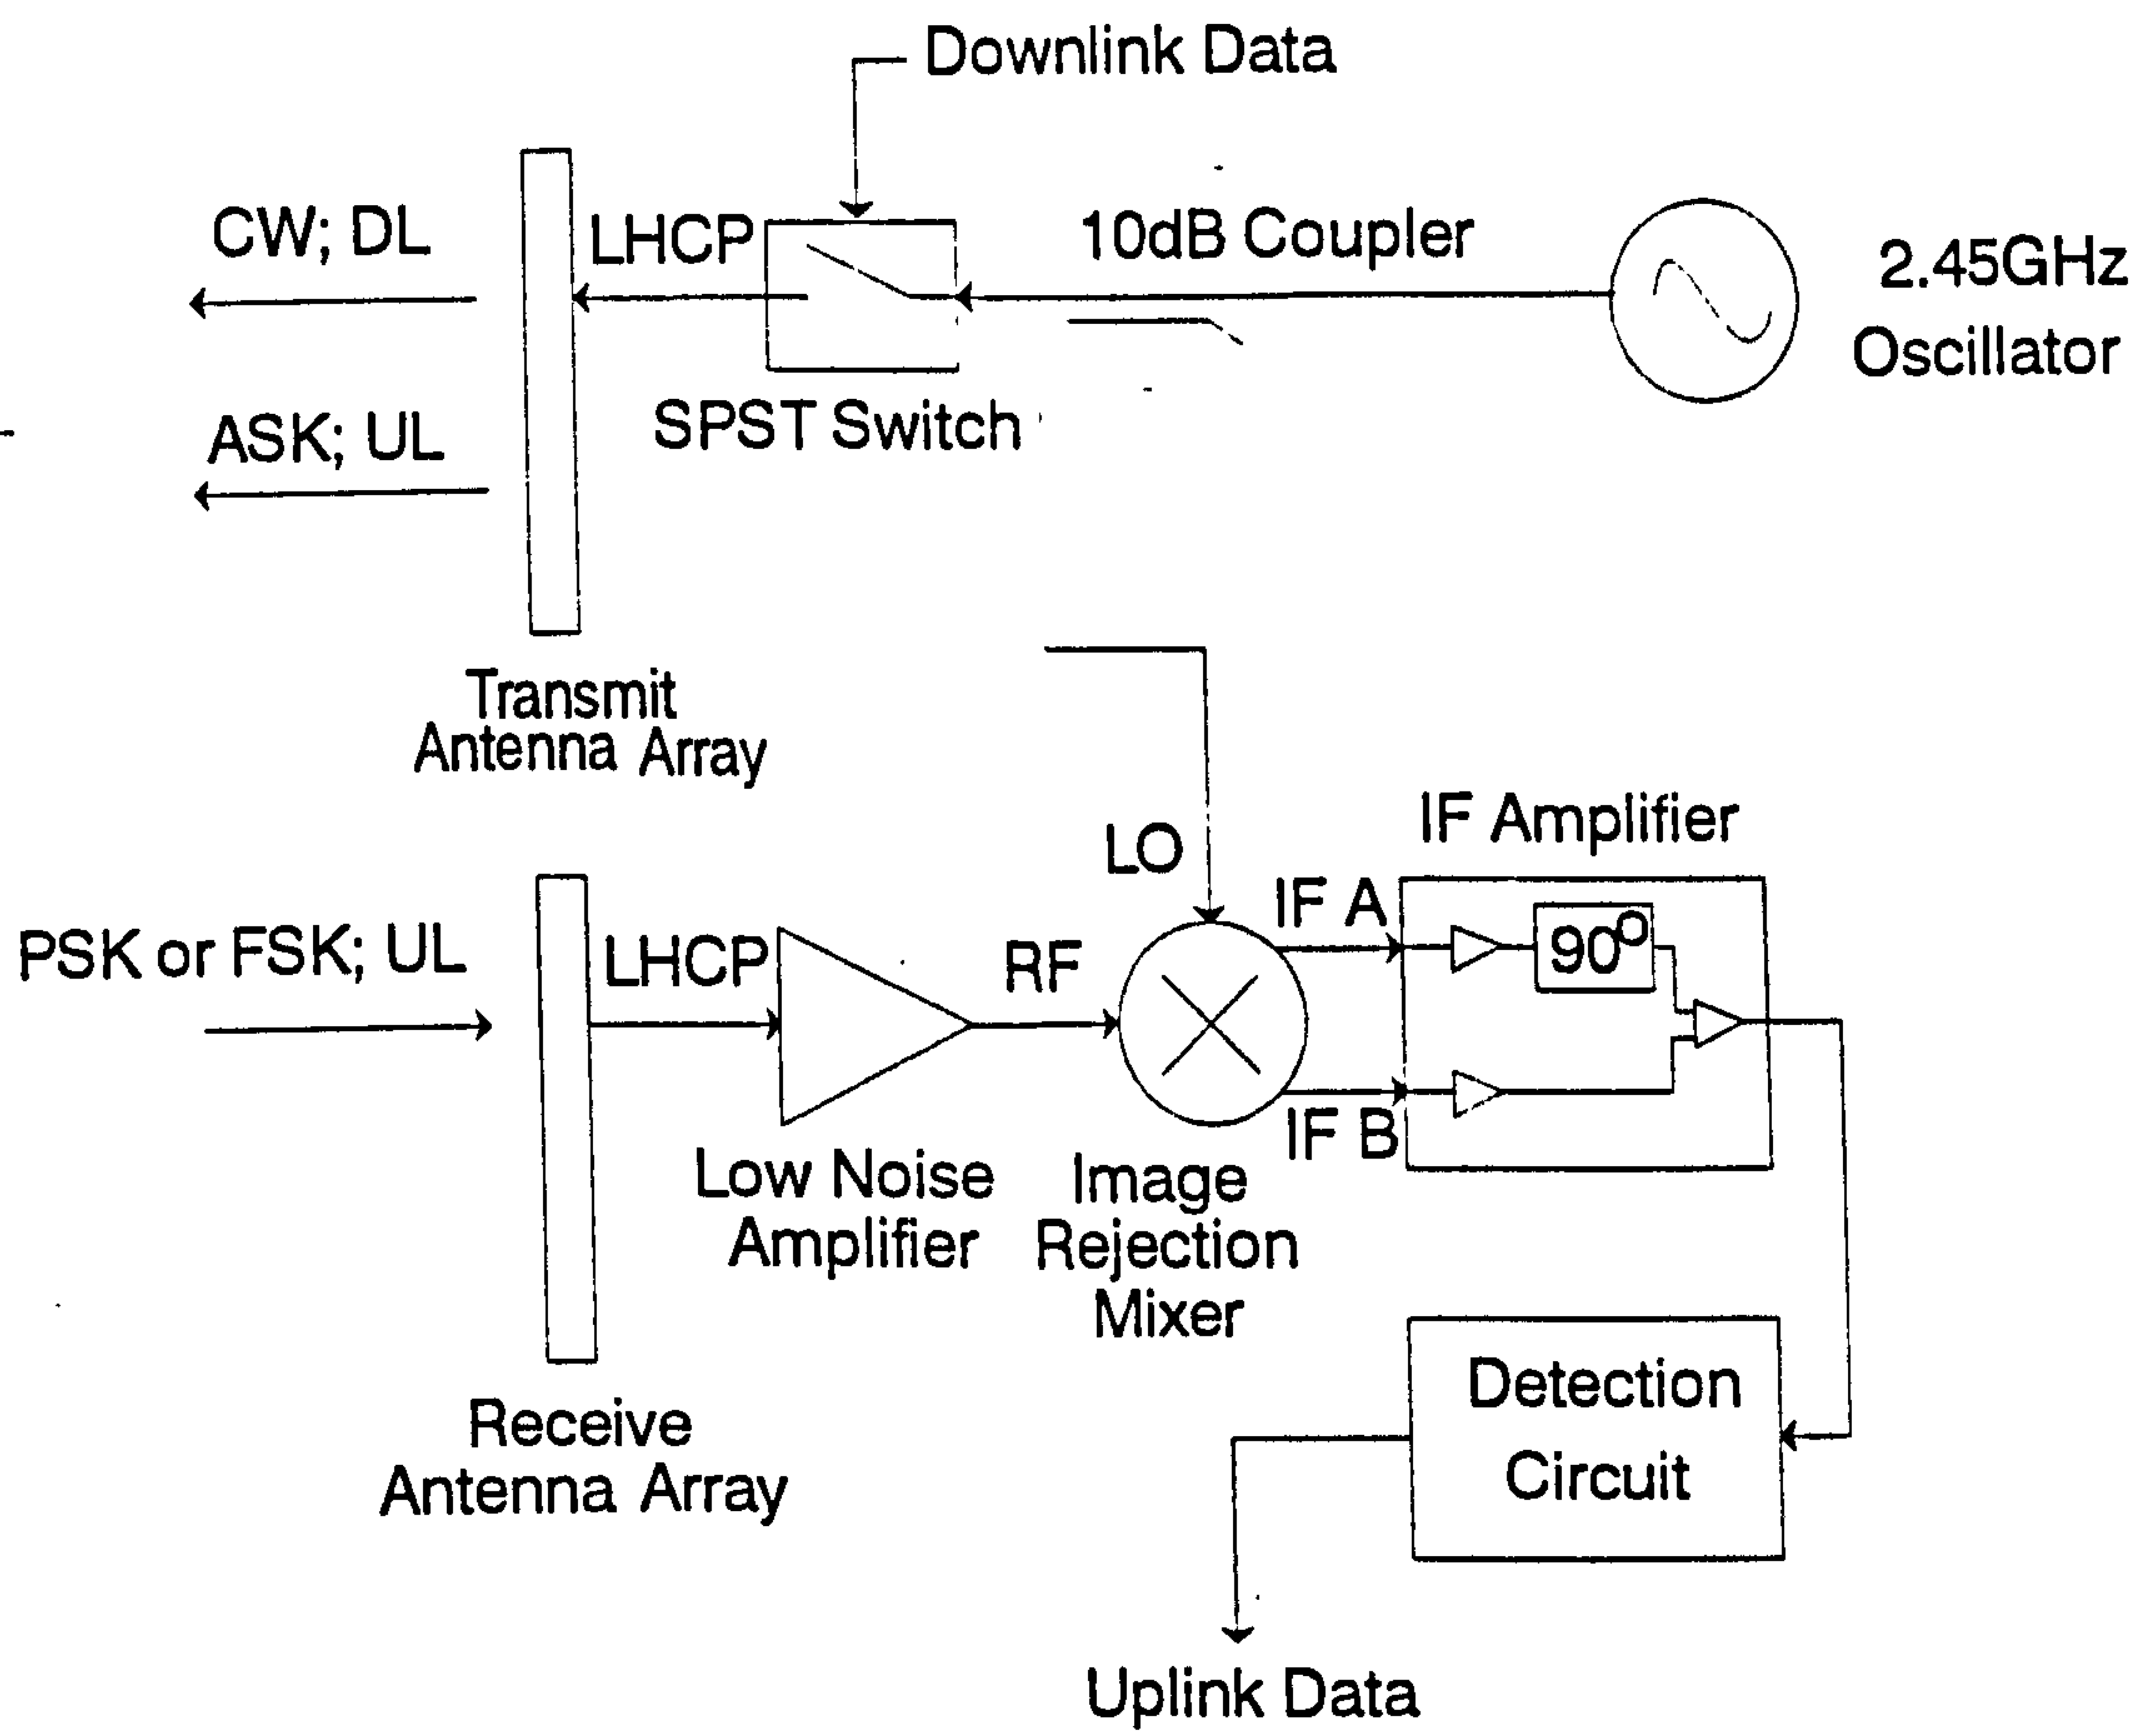 Downlink Data
CW; DL
LHCP
10dB Coupler
2.45GHz
Oscillator
ASK; UL
SPST Switch
Transmit
Antenna Array
LO
IF Amplifier
IF A
90°
PSK or FSK; UL
LHCP
RF
IF B
Low Noise
Amplifier
Image
Rejection
Mixer
Detection
Circuit
Receive
Antenna Array
Uplink Data